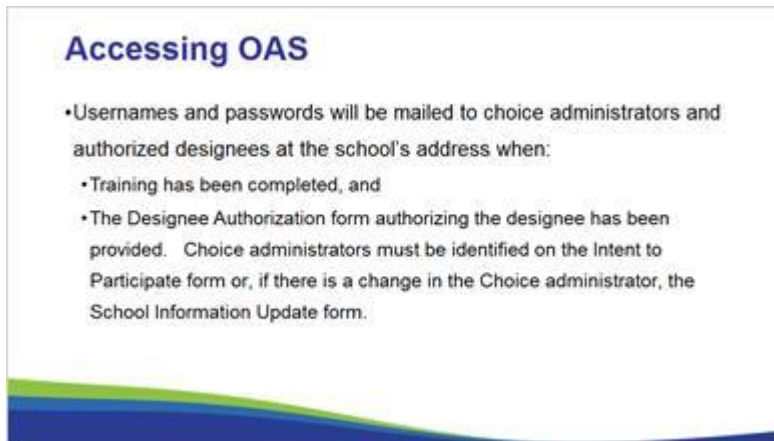 Accessing OAS
•Usernames and passwords will be mailed to choice administrators and
authorized designees at the school's address when:
•Training has been completed, and
•The Designee Authorization form authorizing the designee has been
provided.   Choice administrators must be identified on the Intent to
Participate form or, if there is a change in the Choice administrator, the
School Information Update form.